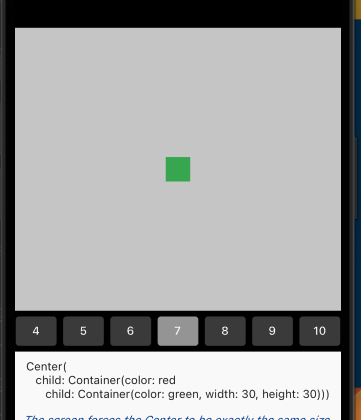 4 5 6 7 8 9 10
Center(
child: Container(color: red
child: Container(color: green, width: 30, height: 30)))
The screen forces the Center to be exactly the same size